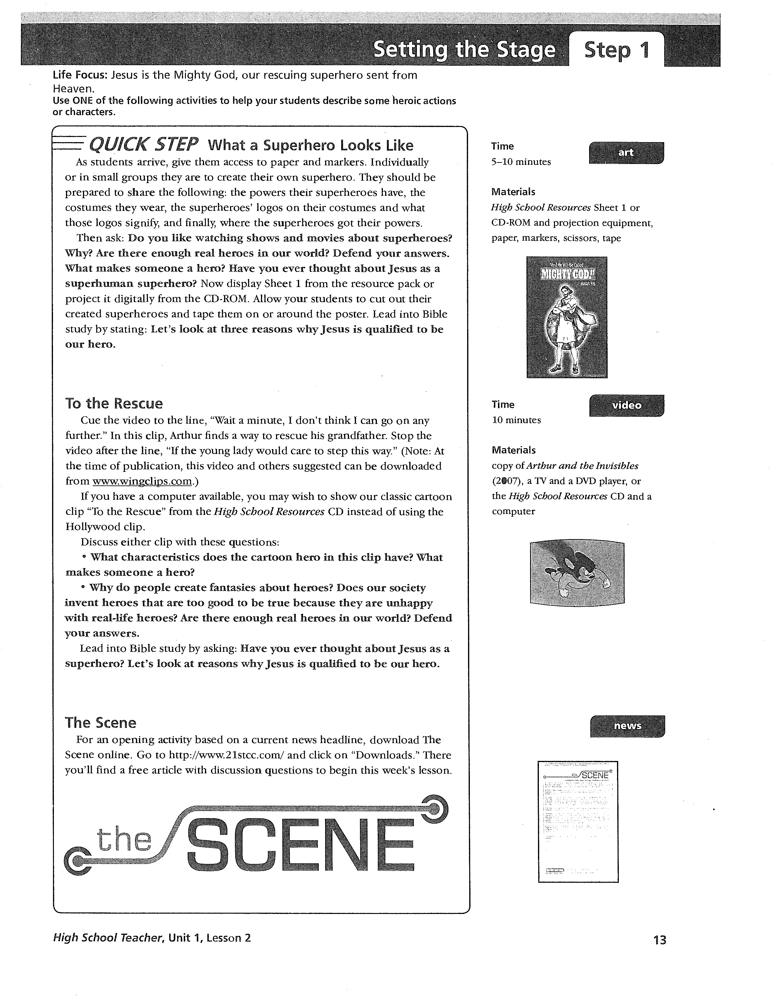 Setting the Stage
Step 1
Life Focus: Jesus is the Mighty God, our rescuing superhero sent from
Heaven.
Use ONE of the following activities to help your students describe some heroic actions
or characters.
QUICK STEP What a Superhero Looks Like
As students arrive, give them access to paper and markers. Individually
or in small groups they are to create their own superhero. They should be
prepared to share the following: the powers their superheroes have, the
costumes they wear, the superheroes' logos on their costumes and what
those logos signify, and finally, where the superheroes got their powers.
Then ask: Do you like watching shows and movies about superheroes?
Why? Are there enough real heroes in our world? Defend your answers.
What makes someone a hero? Have you ever thought about Jesus as a
superhuman superhero? Now display Sheet 1 from the resource pack or
project it digitally from the CD-ROM. Allow your students to cut out their
created superheroes and tape them on or around the poster. Lead into Bible
study by stating: Let's look at three reasons why Jesus is qualified to be
our hero.
Time
art
5–10 minutes
Materials
High School Resources Sheet 1 or
CD-ROM and projection equipment,
paper, markers, scissors, tape
"And He Will Be Called...
MIGHTY GOD."
Isaiah 9:6
To the Rescue
Cue the video to the line, "Wait a minute, I don't think I can go on any
further." In this clip, Arthur finds a way to rescue his grandfather. Stop the
video after the line, "If the young lady would care to step this way." (Note: At
the time of publication, this video and others suggested can be downloaded
from www.wingclips.com.)
If you have a computer available, you may wish to show our classic cartoon
clip "To the Rescue" from the High School Resources CD instead of using the
Hollywood clip.
Discuss either clip with these questions:
• What characteristics does the cartoon hero in this clip have? What
makes someone a hero?
• Why do people create fantasies about heroes? Does our society
invent heroes that are too good to be true because they are unhappy
with real-life heroes? Are there enough real heroes in our world? Defend
your answers.
Lead into Bible study by asking: Have you ever thought about Jesus as a
superhero? Let's look at reasons why Jesus is qualified to be our hero.
Time
video
10 minutes
Materials
copy of Arthur and the Invisibles
(2007), a TV and a DVD player, or
the High School Resources CD and a
computer
The Scene
For an opening activity based on a current news headline, download The
Scene online. Go to http://www.21stcc.com/ and click on "Downloads." There
you'll find a free article with discussion questions to begin this week's lesson.
the SCENE
news
the SCENE
High School Teacher, Unit 1, Lesson 2
13